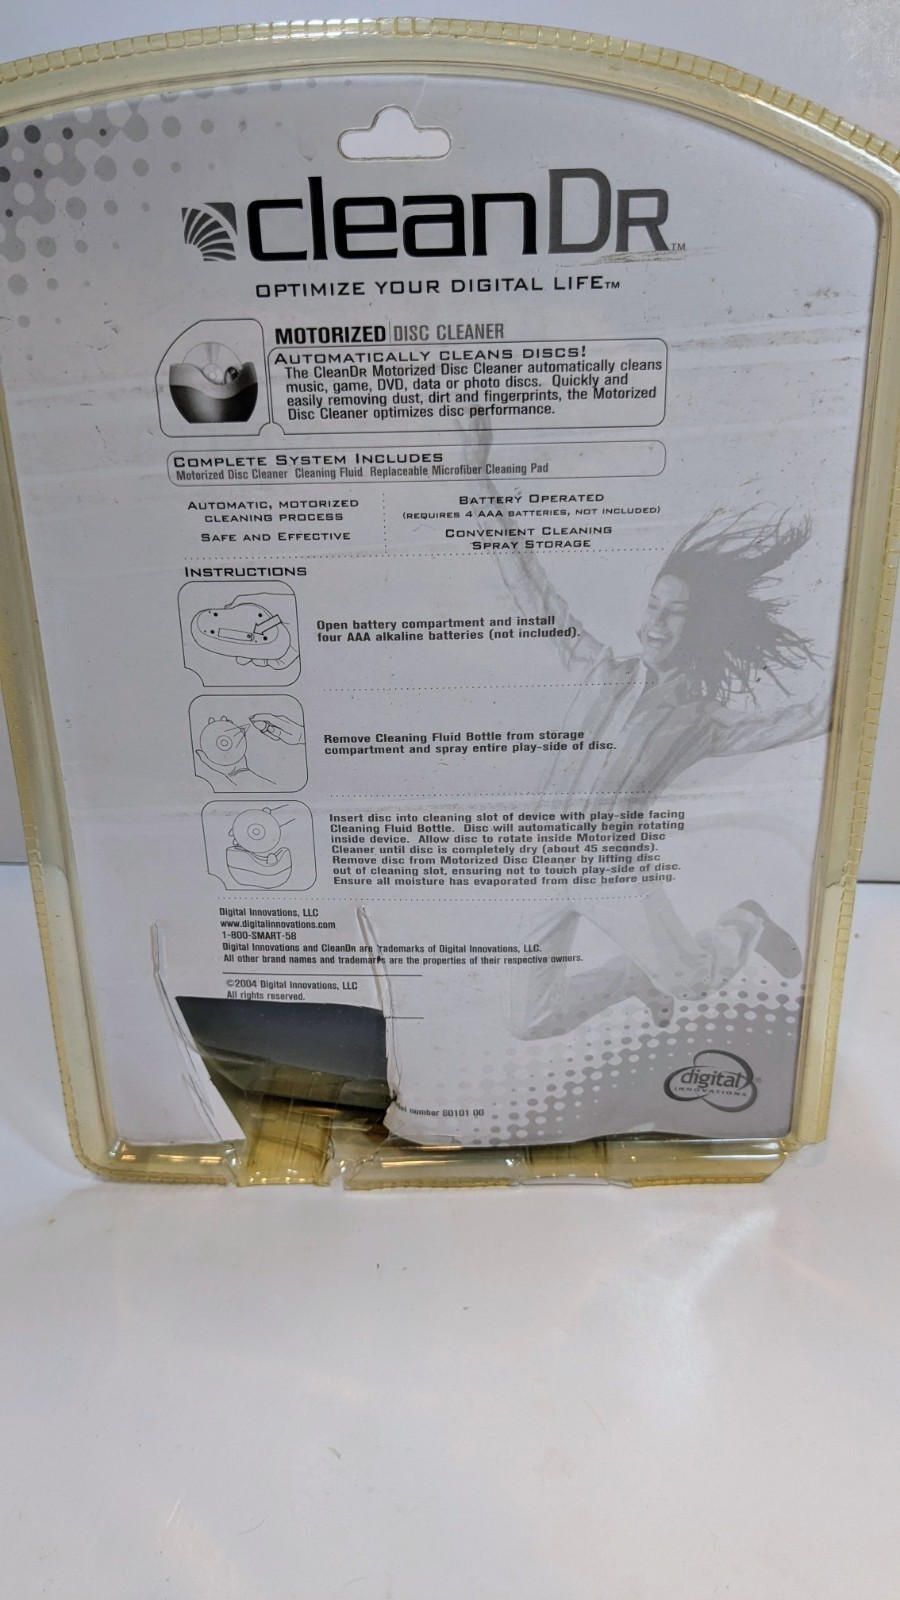 cleanDR™
OPTIMIZE YOUR DIGITAL LIFE™
MOTORIZED DISC CLEANER
AUTOMATICALLY CLEANS DISCS!
The CleanDR Motorized Disc Cleaner automatically cleans
music, game, DVD, data or photo discs. Quickly and
easily removing dust, dirt and fingerprints, the Motorized
Disc Cleaner optimizes disc performance.
COMPLETE SYSTEM INCLUDES
Motorized Disc Cleaner Cleaning Fluid Replaceable Microfiber Cleaning Pad
AUTOMATIC, MOTORIZED
CLEANING PROCESS
SAFE AND EFFECTIVE
BATTERY OPERATED
(REQUIRES 4 AAA BATTERIES, NOT INCLUDED)
CONVENIENT CLEANING
SPRAY STORAGE
INSTRUCTIONS
Open battery compartment and install
four AAA alkaline batteries (not included).
Remove Cleaning Fluid Bottle from storage
compartment and spray entire play-side of disc.
Insert disc into cleaning slot of device with play-side facing
Cleaning Fluid Bottle. Disc will automatically begin rotating
inside device. Allow disc to rotate inside Motorized Disc
Cleaner until disc is completely dry (about 45 seconds).
Remove disc from Motorized Disc Cleaner by lifting disc
out of cleaning slot, ensuring not to touch play-side of disc.
Ensure all moisture has evaporated from disc before using.
Digital Innovations, LLC
www.digitalinnovations.com
1-800-SMART-58
Digital Innovations and CleanDR are trademarks of Digital Innovations, LLC.
All other brand names and trademarks are the properties of their respective owners.
©2004 Digital Innovations, LLC
All rights reserved.
number 80101 00
digital®
INNOVATIONS